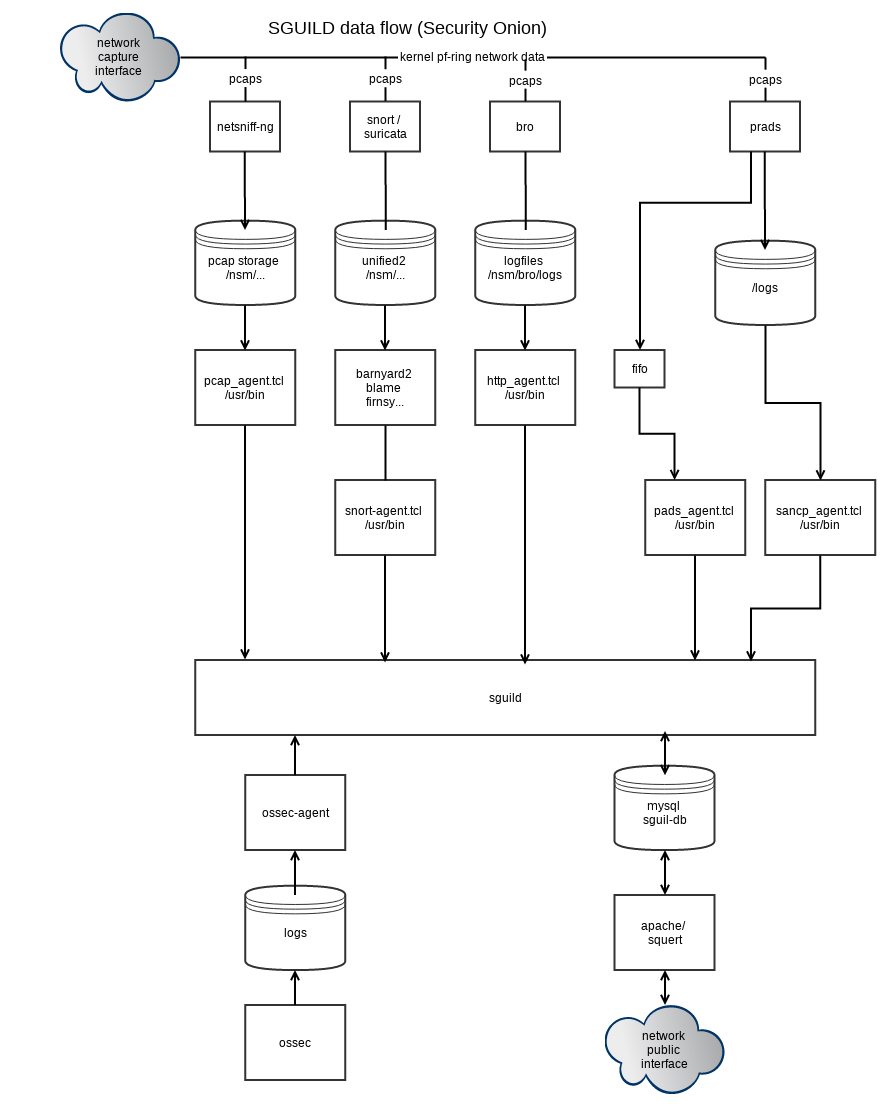 SGUILD data flow (Security Onion)
network
capture
interface
kernel pf-ring network data
pcaps
pcaps
pcaps
pcaps
netsniff-ng
snort /
suricata
bro
prads
pcap storage
/nsm/...
unified2
/nsm/...
logfiles
/nsm/bro/logs
/logs
pcap_agent.tcl
/usr/bin
barnyard2
blame
firnsy...
http_agent.tcl
/usr/bin
fifo
snort-agent.tcl
/usr/bin
pads_agent.tcl
/usr/bin
sancp_agent.tcl
/usr/bin
sguild
ossec-agent
mysql
sguil-db
logs
apache/
squert
ossec
network
public
interface